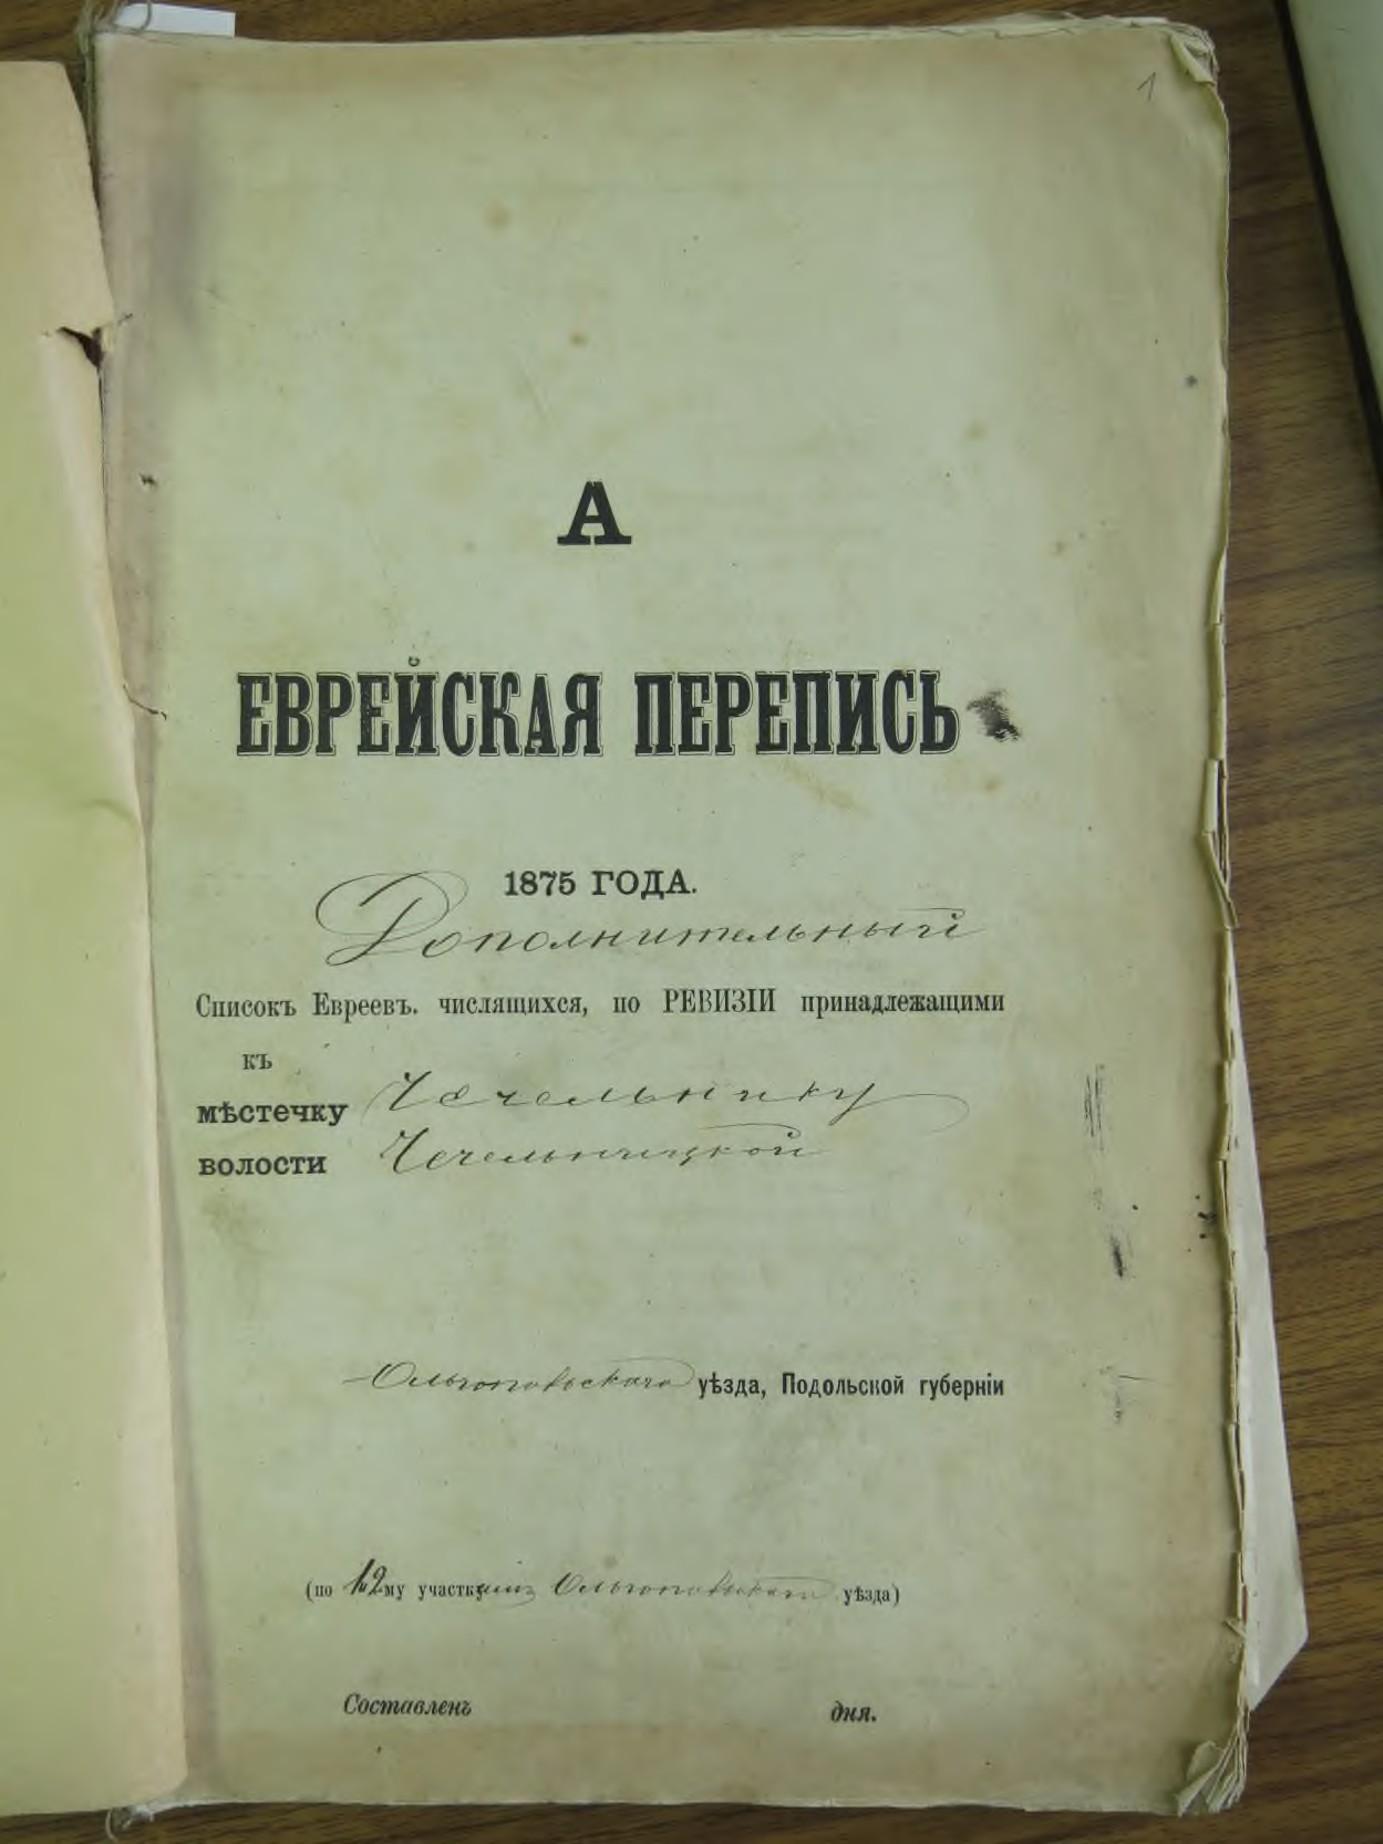 1
А
ЕВРЕЙСКАЯ ПЕРЕПИСЬ
1875 ГОДА.
Дополнительный
Списокъ Евреевъ. числящихся, по РЕВИЗІИ принадлежащими
къ
мѣстечку Чечельнику
волости Чечельницкой
Ольгопольскаго уѣзда, Подольской губерніи
(по 12му участку Ольгопольскаго уѣзда)
Составленъ дня.